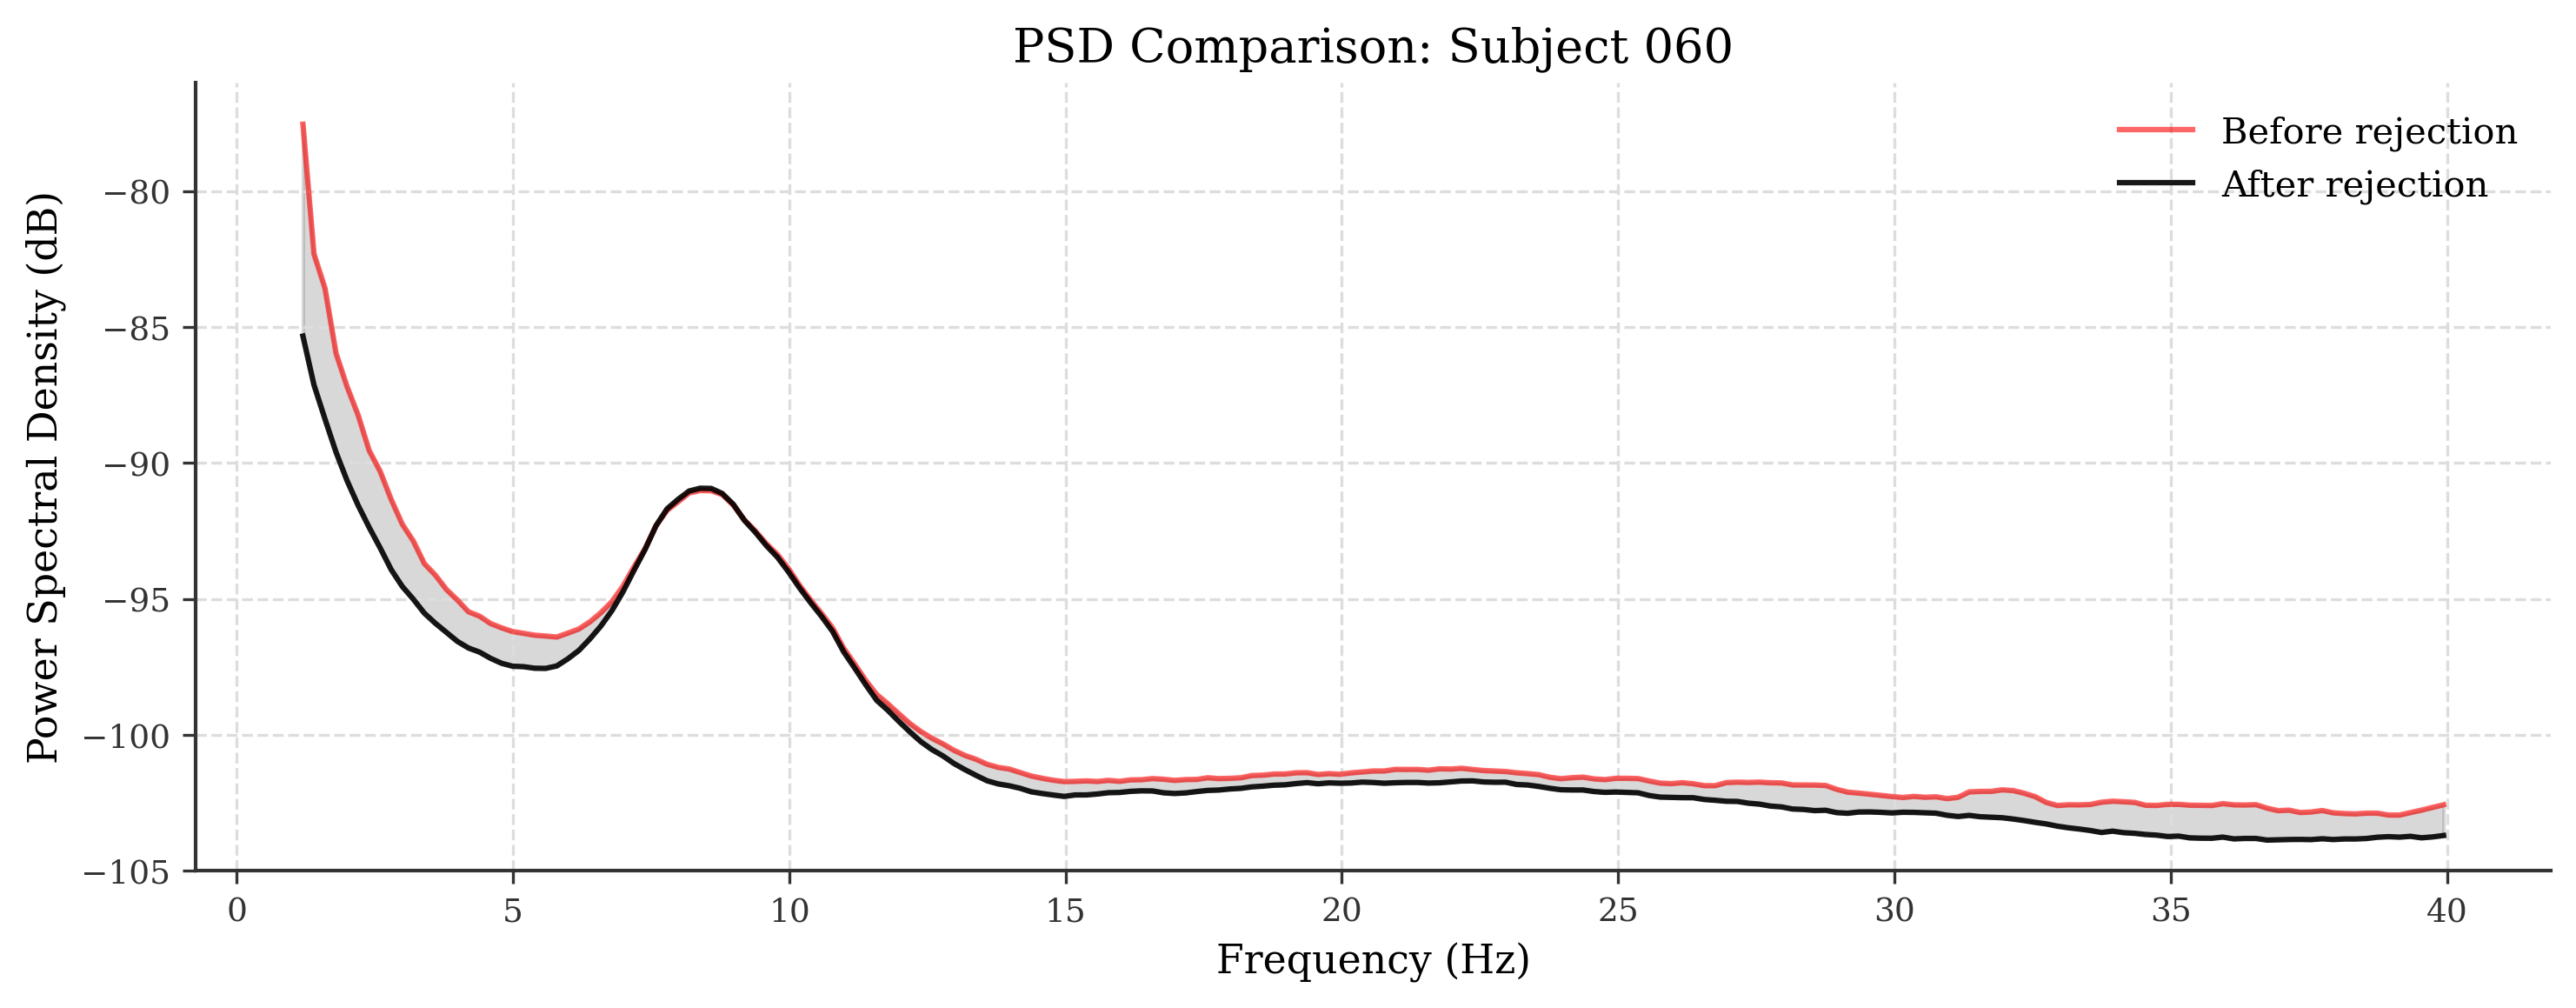 PSD Comparison: Subject 060
Before rejection
After rejection
Power Spectral Density (dB)
−80
−85
−90
−95
−100
−105
0 5 10 15 20 25 30 35 40
Frequency (Hz)